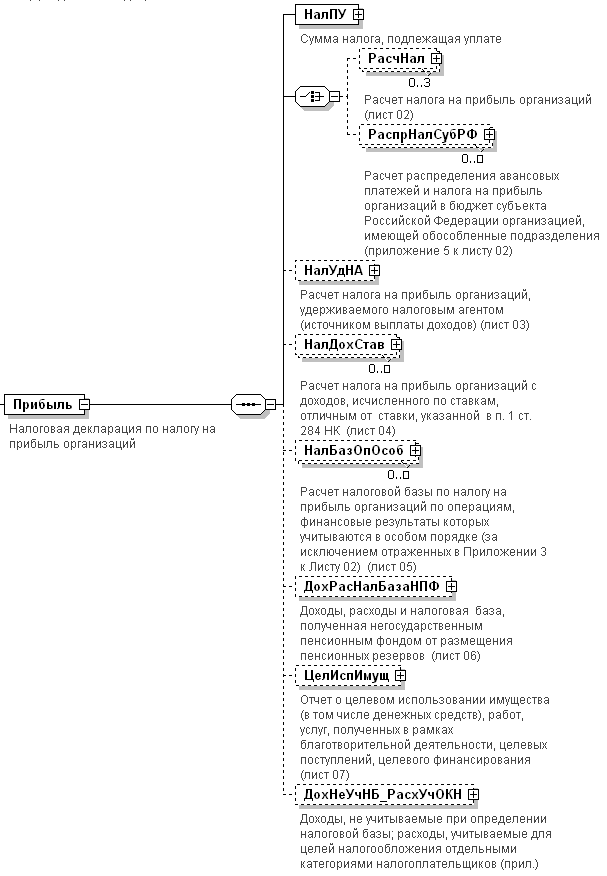 НалПУ
Сумма налога, подлежащая уплате
РасчНал
0..3
Расчет налога на прибыль организаций
(лист 02)
РаспрНалСубРФ
0..
Расчет распределения авансовых
платежей и налога на прибыль
организаций в бюджет субъекта
Российской Федерации организацией,
имеющей обособленные подразделения
(приложение 5 к листу 02)
НалУдНА
Расчет налога на прибыль организаций,
удерживаемого налоговым агентом
(источником выплаты доходов) (лист 03)
НалДохСтав
0..
Расчет налога на прибыль организаций с
доходов, исчисленного по ставкам,
отличным от ставки, указанной в п. 1 ст.
284 НК (лист 04)
Прибыль
Налоговая декларация по налогу на
прибыль организаций
НалБазОпОсоб
0..
Расчет налоговой базы по налогу на
прибыль организаций по операциям,
финансовые результаты которых
учитываются в особом порядке (за
исключением отраженных в Приложении 3
к Листу 02) (лист 05)
ДохРасНалБазаНПФ
Доходы, расходы и налоговая база,
полученная негосударственным
пенсионным фондом от размещения
пенсионных резервов (лист 06)
ЦелИспИмущ
Отчет о целевом использовании имущества
(в том числе денежных средств), работ,
услуг, полученных в рамках
благотворительной деятельности, целевых
поступлений, целевого финансирования
(лист 07)
ДохНеУчНБ_РасхУчОКН
Доходы, не учитываемые при определении
налоговой базы; расходы, учитываемые для
целей налогообложения отдельными
категориями налогоплательщиков (прил.)